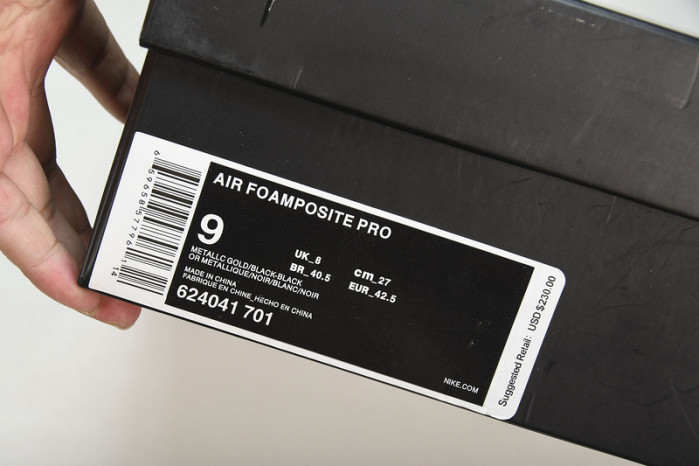 AIR FOAMPOSITE PRO
9
UK_8
cm_27
BR_40.5
EUR_42.5
METALLC GOLD/BLACK-BLACK
OR METALLIQUE/NOIR/BLANC/NOIR
MADE IN CHINA
FABRIQUE EN CHINE_HECHO EN CHINA
624041 701
NIKE.COM
Suggested Retail: USD $230.00